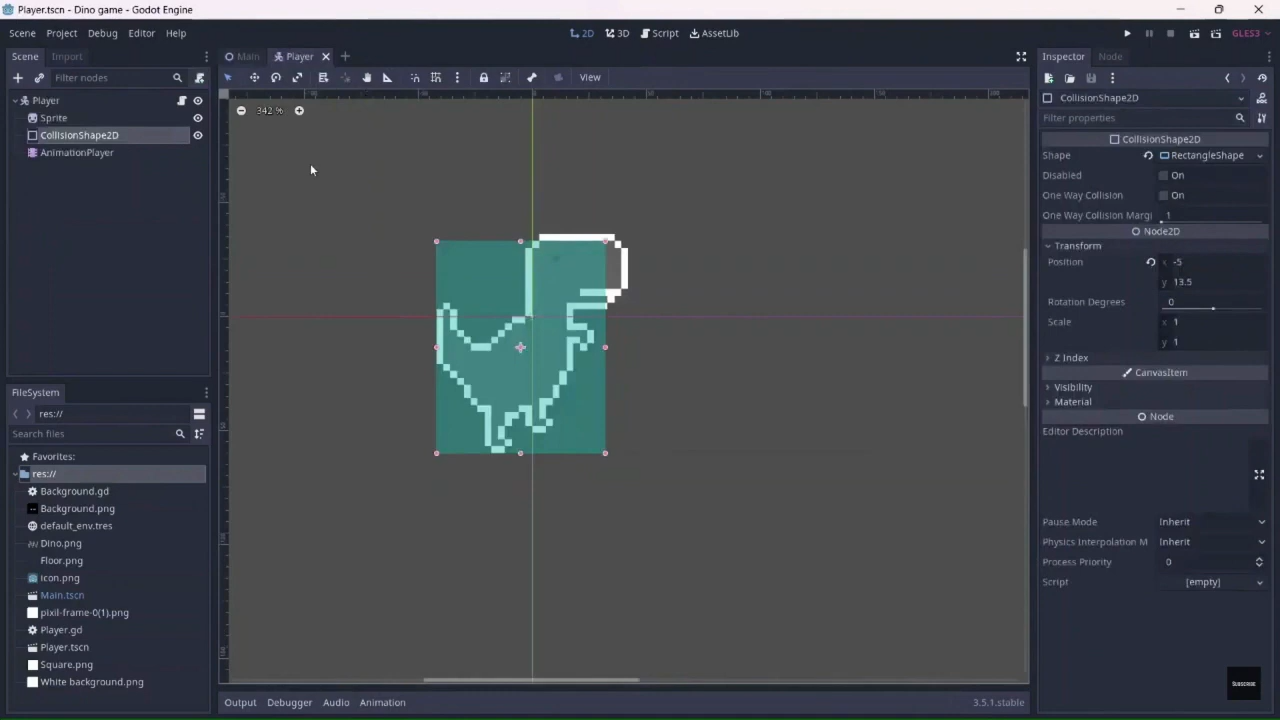 Player.tscn - Dino game - Godot Engine
Scene Project Debug Editor Help
2D 3D Script AssetLib
GLES3
Scene Import
Filter nodes
Player
Sprite
CollisionShape2D
AnimationPlayer
FileSystem
res://
Search files
Favorites:
res://
Background.gd
Background.png
default_env.tres
Dino.png
Floor.png
icon.png
Main.tscn
pixil-frame-0(1).png
Player.gd
Player.tscn
Square.png
White background.png
Main Player
View
342 %
Output Debugger Audio Animation
3.5.1.stable
Inspector Node
CollisionShape2D
Filter properties
CollisionShape2D
Shape RectangleShape
Disabled On
One Way Collision On
One Way Collision Margi 1
Node2D
Transform
Position x -5
y 13.5
Rotation Degrees 0
Scale x 1
y 1
Z Index
CanvasItem
Visibility
Material
Node
Editor Description
Pause Mode Inherit
Physics Interpolation M Inherit
Process Priority 0
Script [empty]
SUBSCRIBE